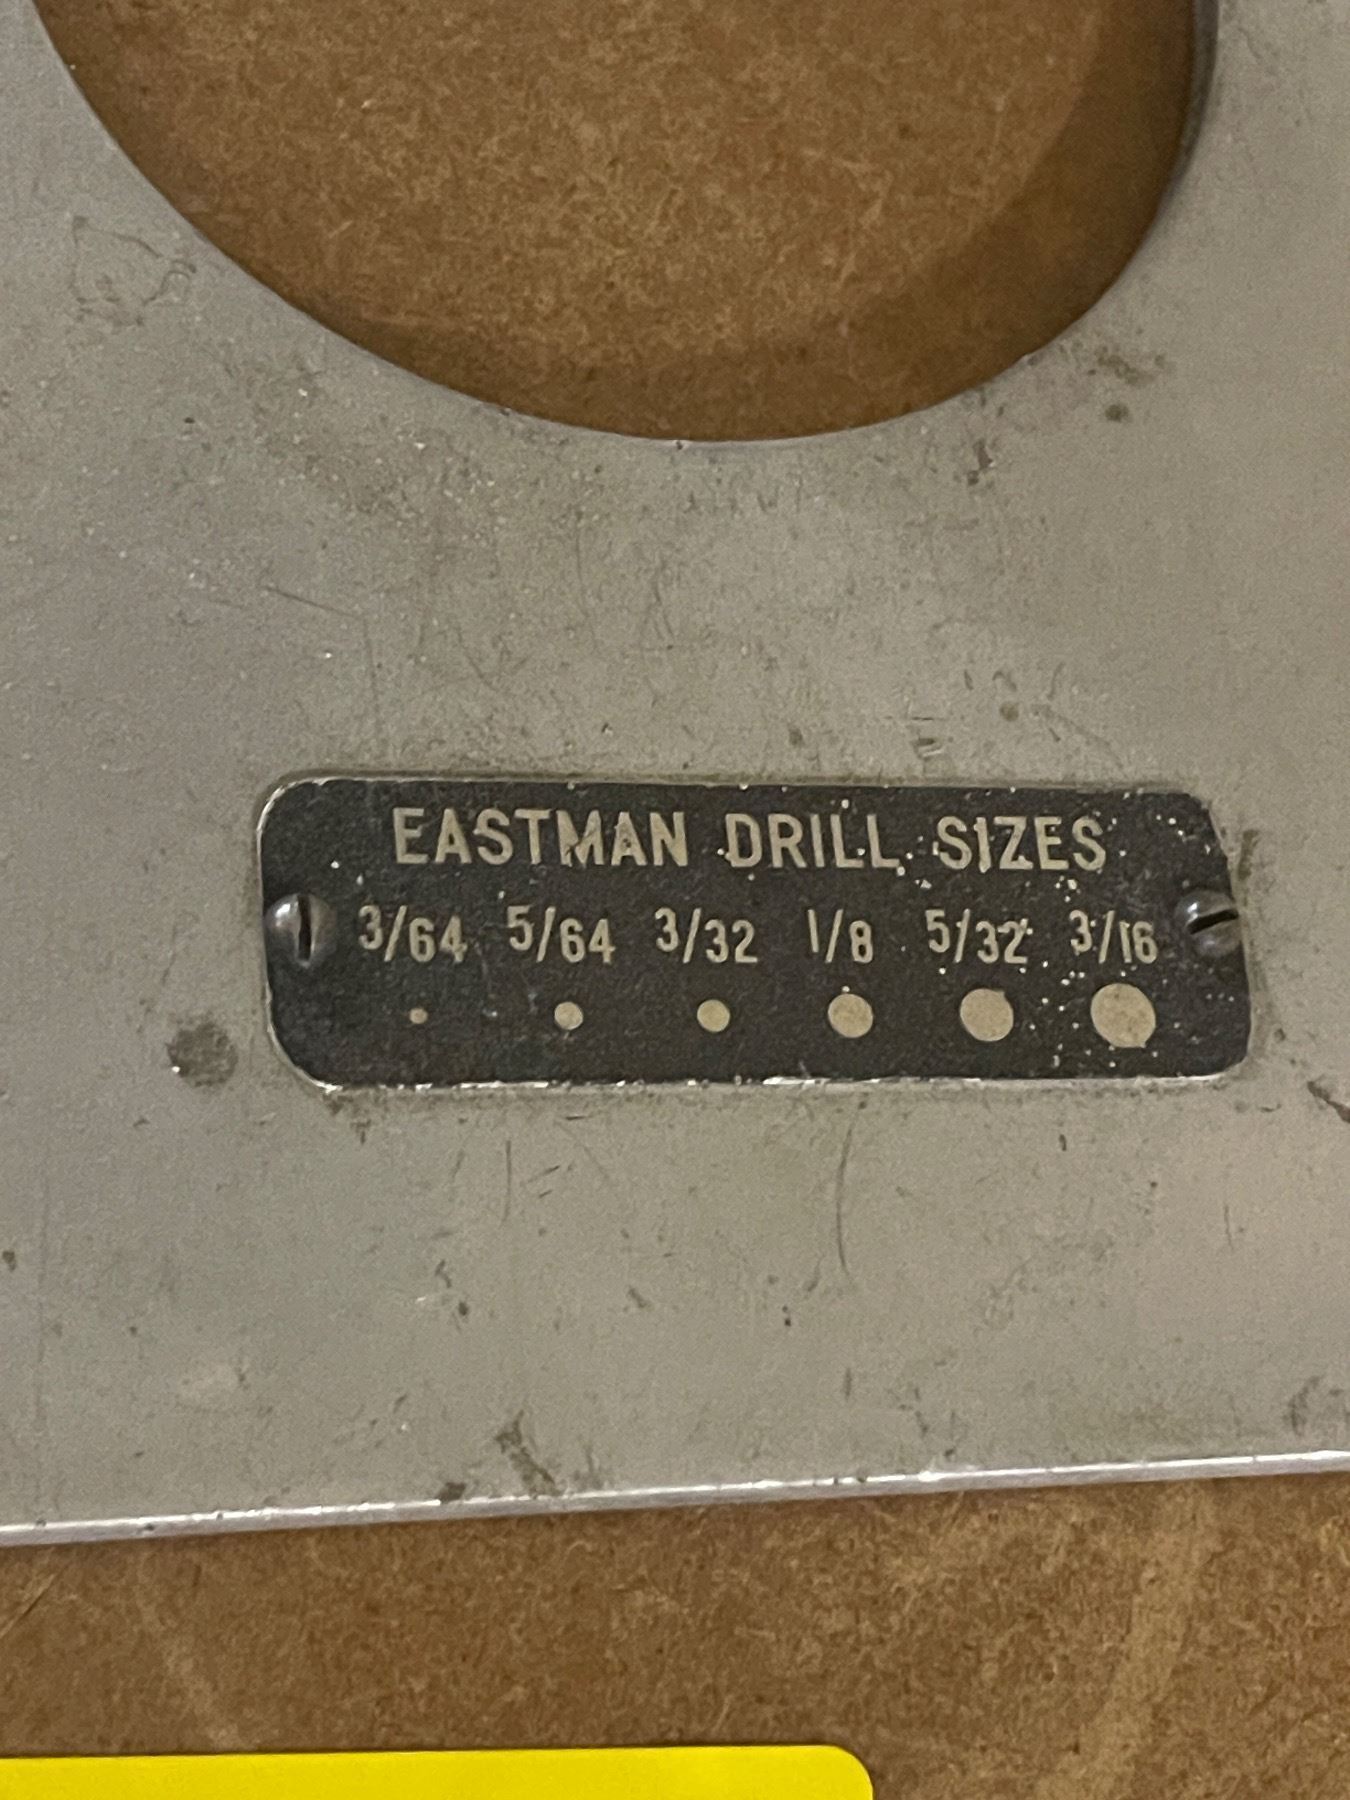 EASTMAN DRILL SIZES
3/64 5/64 3/32 1/8 5/32 3/16